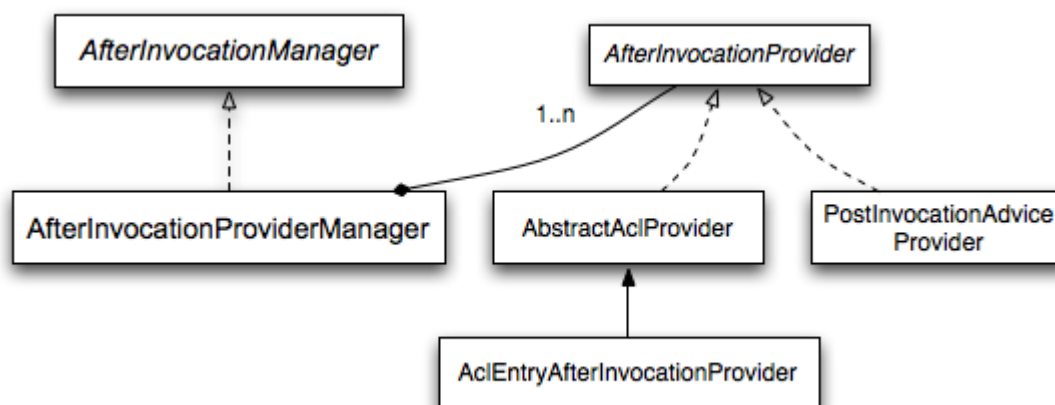 AfterInvocationManager
AfterInvocationProvider
1..n
AfterInvocationProviderManager
AbstractAclProvider
PostInvocationAdvice
Provider
AclEntryAfterInvocationProvider